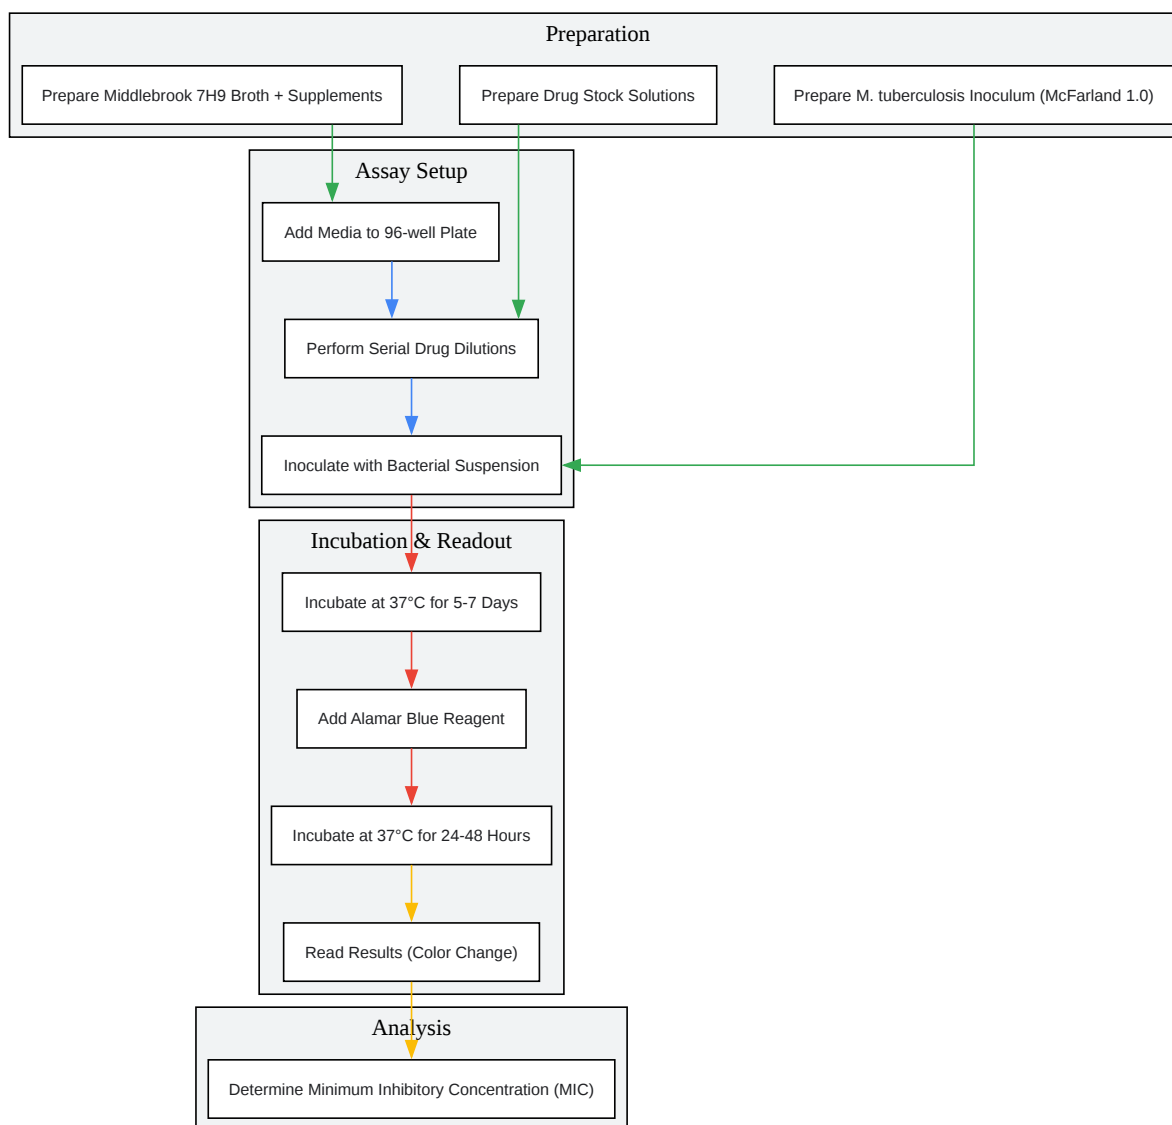 Preparation
Prepare Middlebrook 7H9 Broth + Supplements
Prepare Drug Stock Solutions
Prepare M. tuberculosis Inoculum (McFarland 1.0)
Assay Setup
Add Media to 96-well Plate
Perform Serial Drug Dilutions
Inoculate with Bacterial Suspension
Incubation & Readout
Incubate at 37°C for 5-7 Days
Add Alamar Blue Reagent
Incubate at 37°C for 24-48 Hours
Read Results (Color Change)
Analysis
Determine Minimum Inhibitory Concentration (MIC)